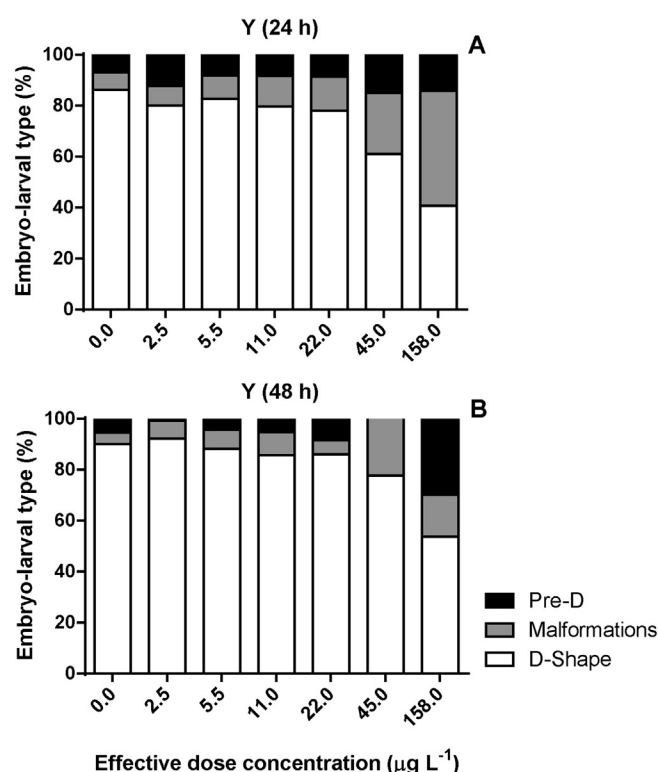 Y (24 h)
A
Embryo-larval type (%)
100
80
60
40
20
0
0.0 2.5 5.5 11.0 22.0 45.0 158.0
Y (48 h)
B
Embryo-larval type (%)
100
80
60
40
20
0
0.0 2.5 5.5 11.0 22.0 45.0 158.0
Pre-D
Malformations
D-Shape
Effective dose concentration (μg L⁻¹)